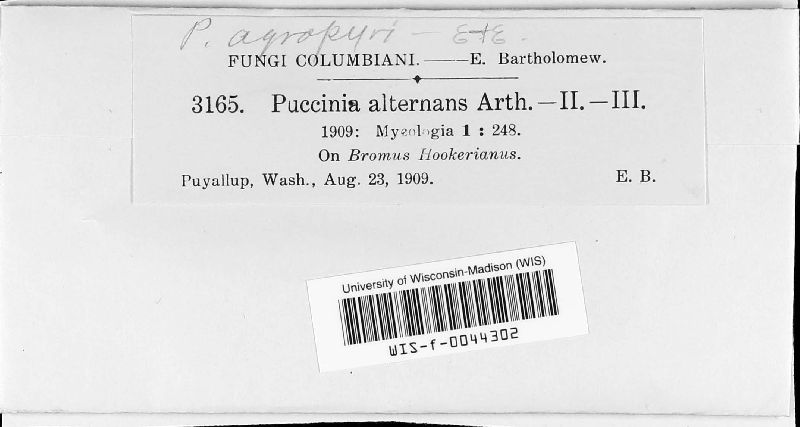 P. agropyri — E+E.
FUNGI COLUMBIANI.——E. Bartholomew.
3165. Puccinia alternans Arth.—II.—III.
1909: Mycologia 1 : 248.
On Bromus Hookerianus.
Puyallup, Wash., Aug. 23, 1909. E. B.
University of Wisconsin-Madison (WIS)
WIS-f-0044302